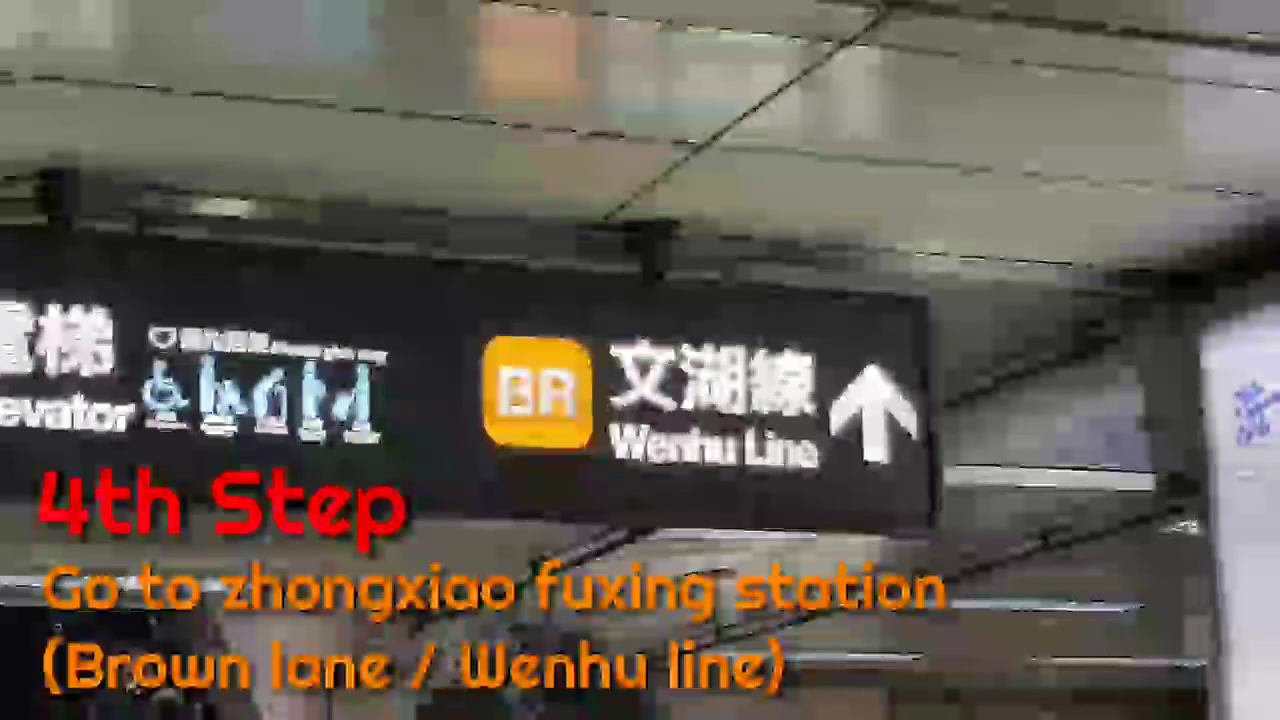 電梯
evator
BR
文湖線
Wenhu Line
4th Step
Go to zhongxiao fuxing station
(Brown lane / Wenhu line)